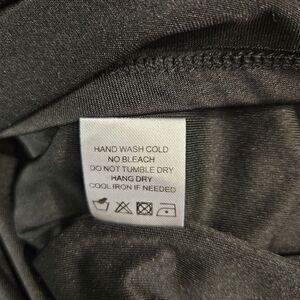 HAND WASH COLD
NO BLEACH
DO NOT TUMBLE DRY
HANG DRY
COOL IRON IF NEEDED